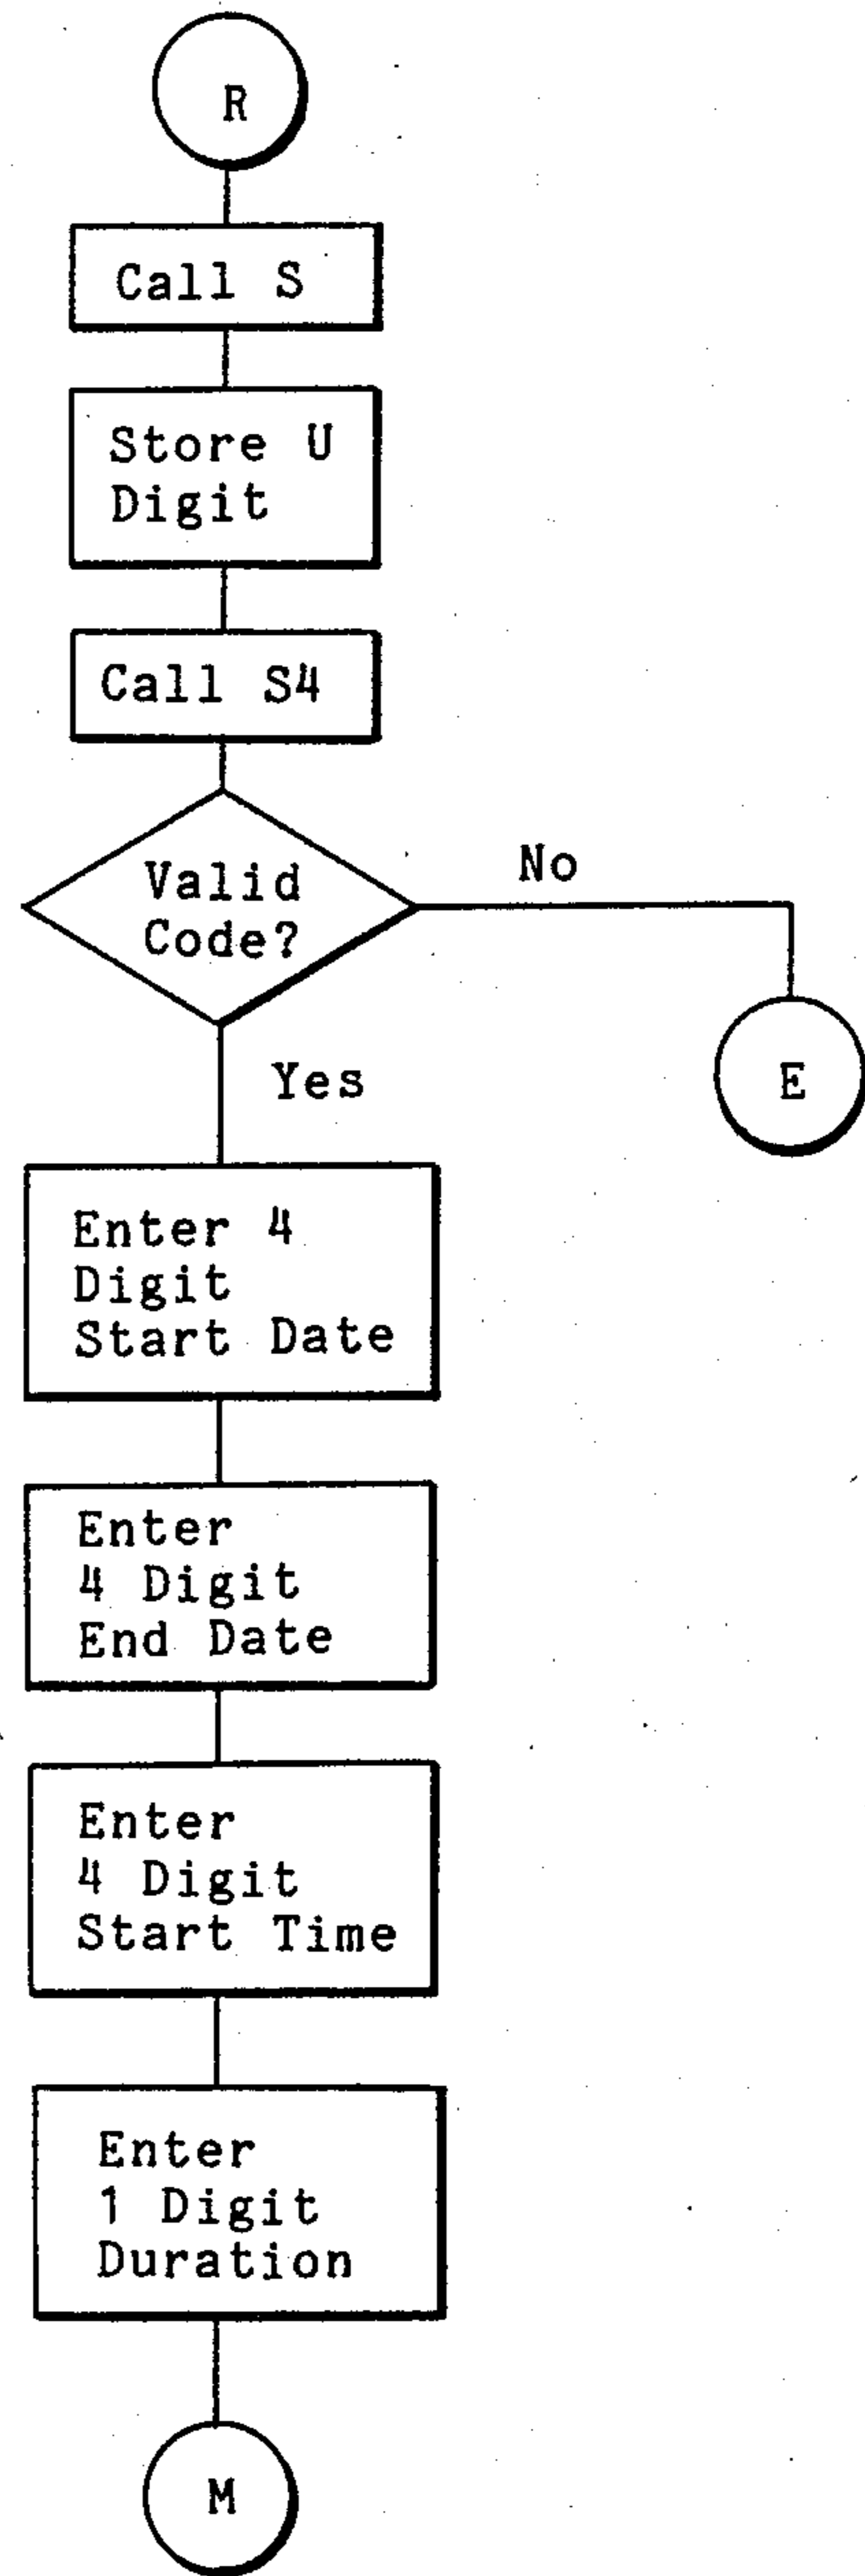 R
Call S
Store U
Digit
Call S4
Valid
Code?
No
E
Yes
Enter 4
Digit
Start Date
Enter
4 Digit
End Date
Enter
4 Digit
Start Time
Enter
1 Digit
Duration
M